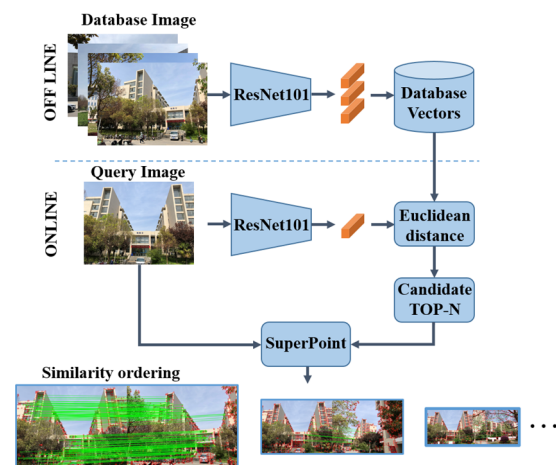 Database Image
OFF LINE
ResNet101
Database
Vectors
Query Image
ONLINE
ResNet101
Euclidean
distance
Candidate
TOP-N
SuperPoint
Similarity ordering
...